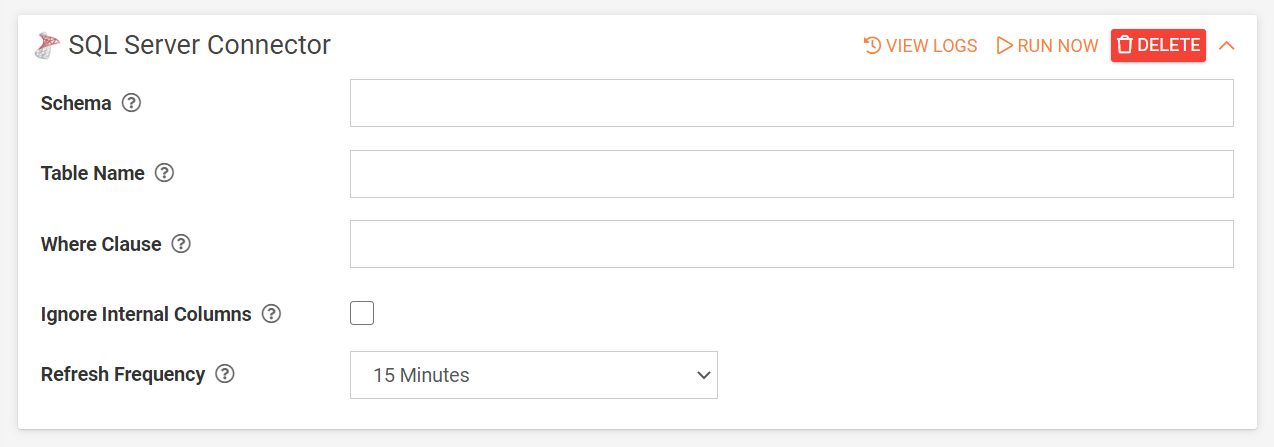 SQL Server Connector VIEW LOGS RUN NOW DELETE
Schema ?
Table Name ?
Where Clause ?
Ignore Internal Columns ?
Refresh Frequency ? 15 Minutes